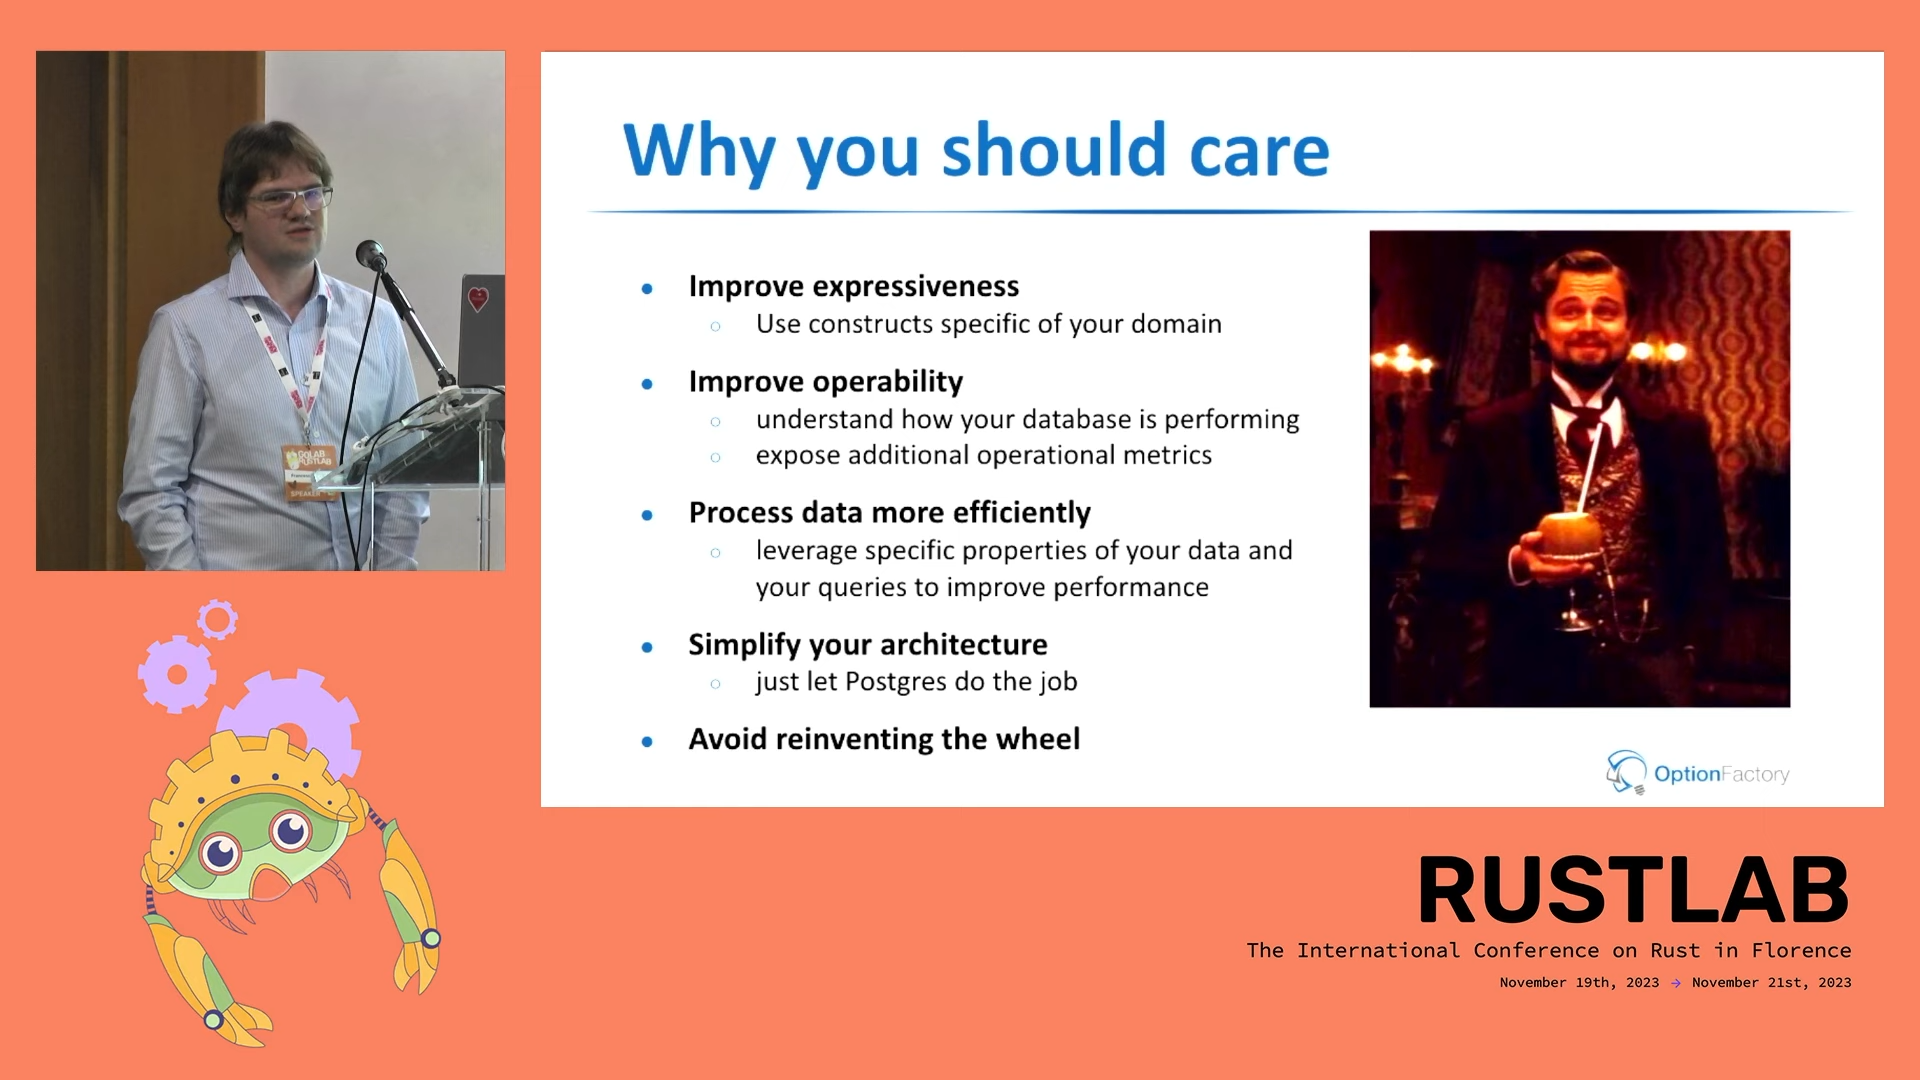 Why you should care
Improve expressiveness
Use constructs specific of your domain
Improve operability
understand how your database is performing
expose additional operational metrics
Process data more efficiently
leverage specific properties of your data and
your queries to improve performance
Simplify your architecture
just let Postgres do the job
Avoid reinventing the wheel
OptionFactory
GOLAB
RUSTLAB
SPEAKER
RUSTLAB
The International Conference on Rust in Florence
November 19th, 2023 → November 21st, 2023